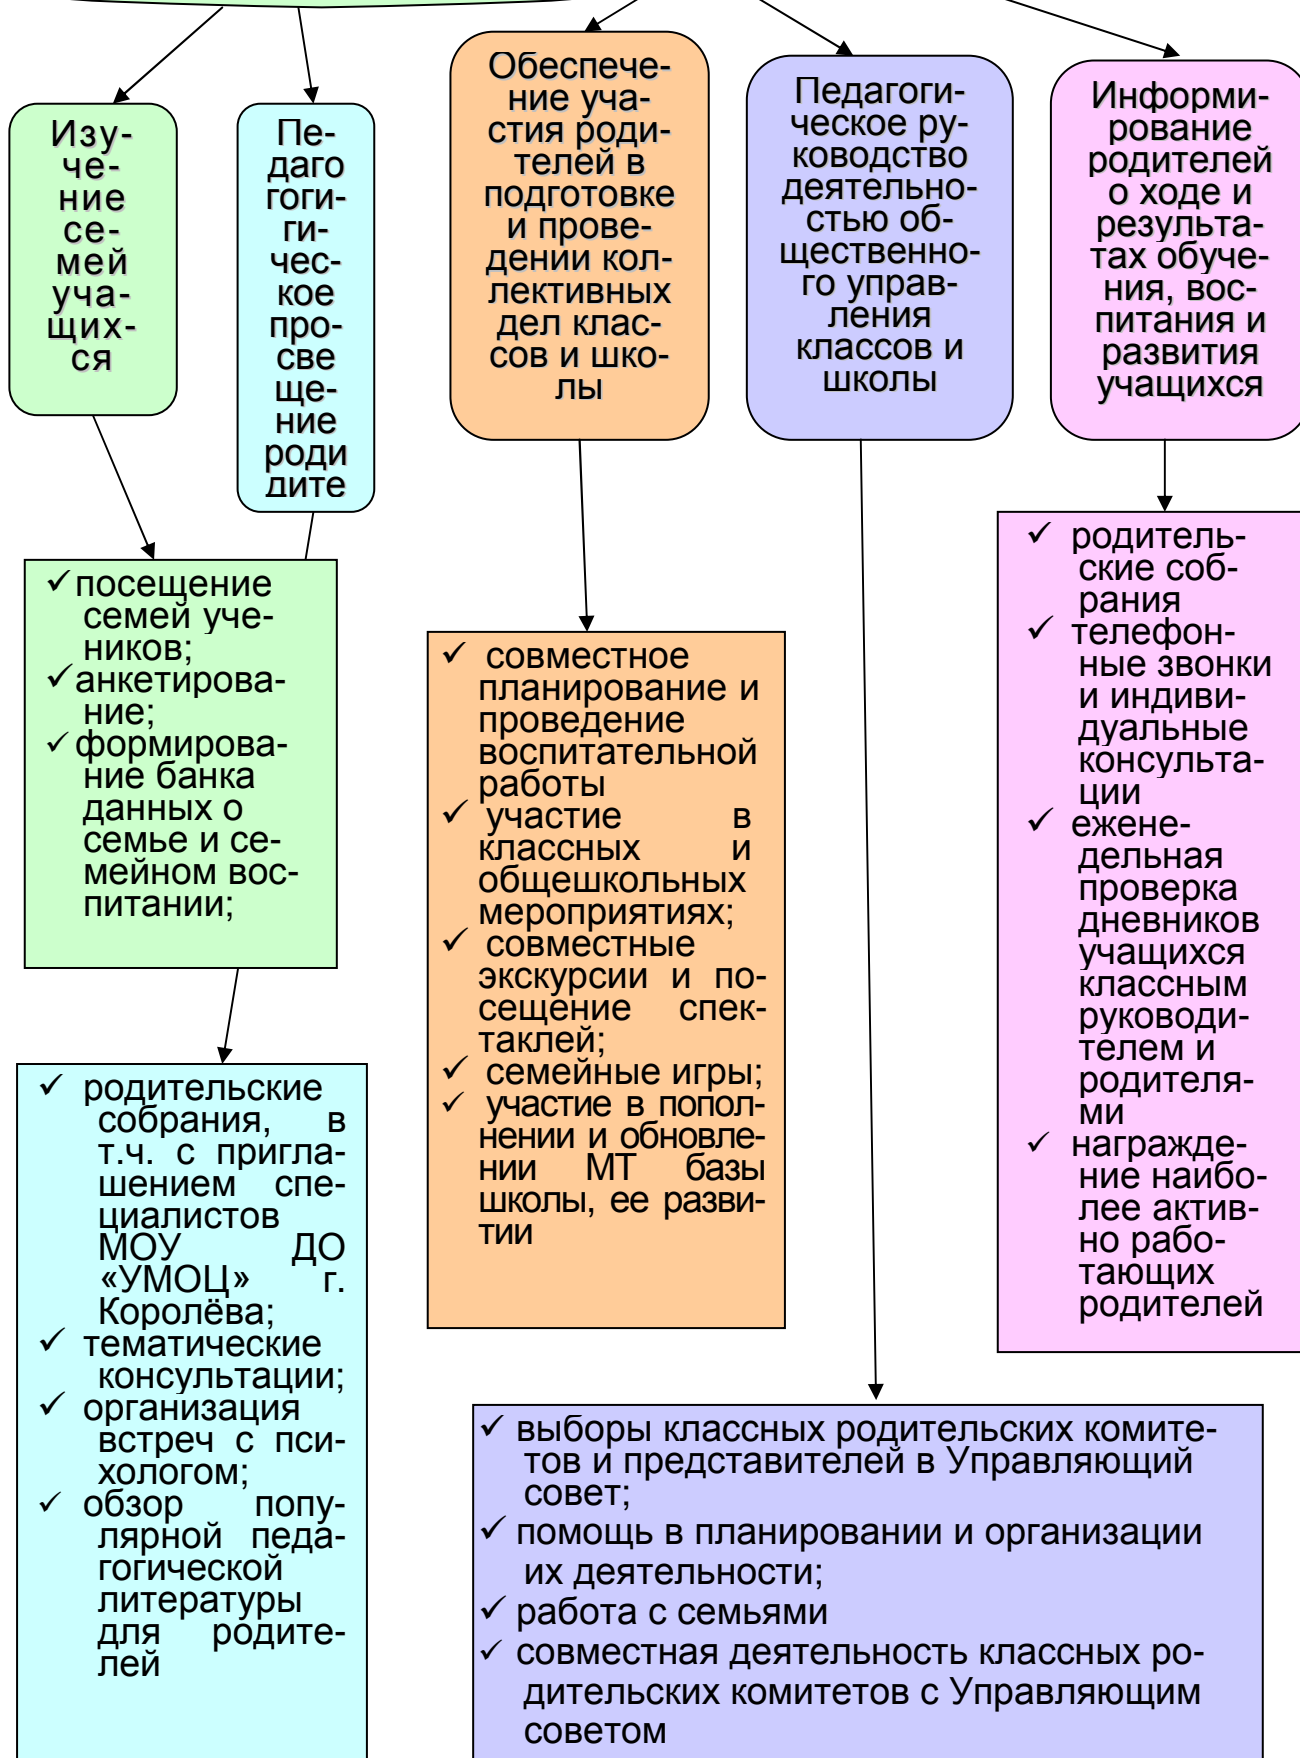 Изу-
че-
ние
се-
мей
уча-
щих-
ся
Пе-
даго
гоги-
ги-
чес-
кое
про-
све
ще-
ние
роди
дите
Обеспече-
ние уча-
стия роди-
телей в
подготовке
и прове-
дении кол-
лективных
дел клас-
сов и шко-
лы
Педагоги-
ческое ру-
ководство
деятельно-
стью об-
щественно-
го управ-
ления
классов и
школы
Информи-
рование
родителей
о ходе и
результа-
тах обуче-
ния, вос-
питания и
развития
учащихся
✓посещение
семей уче-
ников;
✓анкетирова-
ние;
✓формирова-
ние банка
данных о
семье и се-
мейном вос-
питании;
✓ родительские
собрания, в
т.ч. с пригла-
шением спе-
циалистов
МОУ ДО
«УМОЦ» г.
Королёва;
✓ тематические
консультации;
✓ организация
встреч с пси-
хологом;
✓ обзор попу-
лярной педа-
гогической
литературы
для родите-
лей
✓ совместное
планирование и
проведение
воспитательной
работы
✓ участие в
классных и
общешкольных
мероприятиях;
✓ совместные
экскурсии и по-
сещение спек-
таклей;
✓ семейные игры;
✓ участие в попол-
нении и обновле-
нии МТ базы
школы, ее разви-
тии
✓ выборы классных родительских комите-
тов и представителей в Управляющий
совет;
✓ помощь в планировании и организации
их деятельности;
✓ работа с семьями
✓ совместная деятельность классных ро-
дительских комитетов с Управляющим
советом
✓ родитель-
ские соб-
рания
✓ телефон-
ные звонки
и индиви-
дуальные
консульта-
ции
✓ ежене-
дельная
проверка
дневников
учащихся
классным
руководи-
телем и
родителя-
ми
✓ награжде-
ние наибо-
лее актив-
но рабо-
тающих
родителей